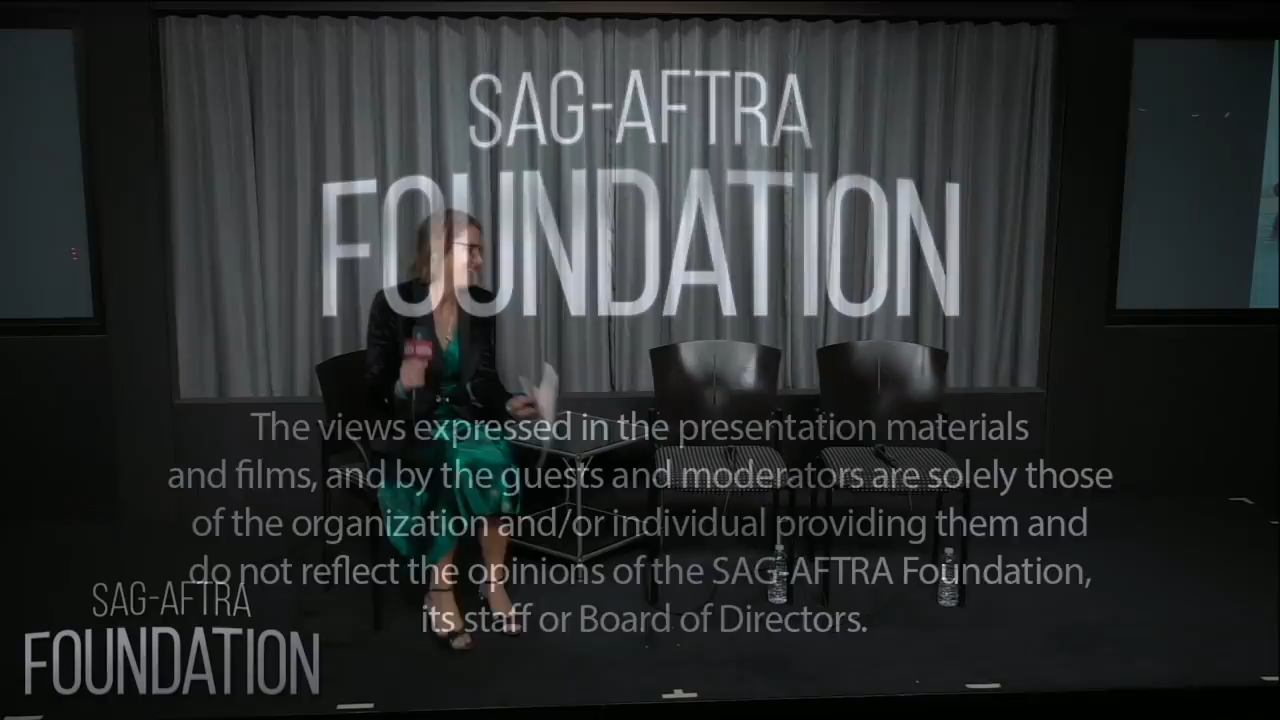 SAG-AFTRA
FOUNDATION
The views expressed in the presentation materials
and films, and by the guests and moderators are solely those
of the organization and/or individual providing them and
do not reflect the opinions of the SAG-AFTRA Foundation,
its staff or Board of Directors.
SAG-AFTRA
FOUNDATION